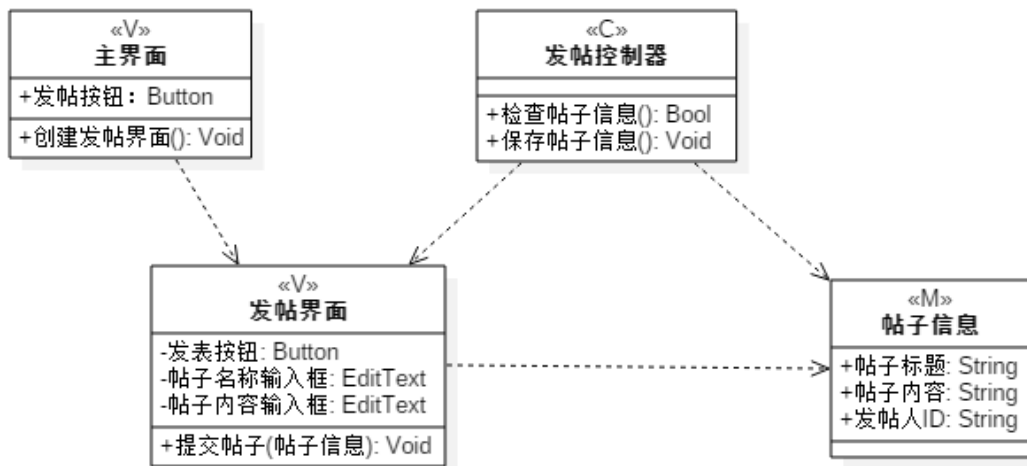 «V»
主界面
+发帖按钮：Button
+创建发帖界面(): Void
«C»
发帖控制器
+检查帖子信息(): Bool
+保存帖子信息(): Void
«V»
发帖界面
-发表按钮: Button
-帖子名称输入框: EditText
-帖子内容输入框: EditText
+提交帖子(帖子信息): Void
«M»
帖子信息
+帖子标题: String
+帖子内容: String
+发帖人ID: String